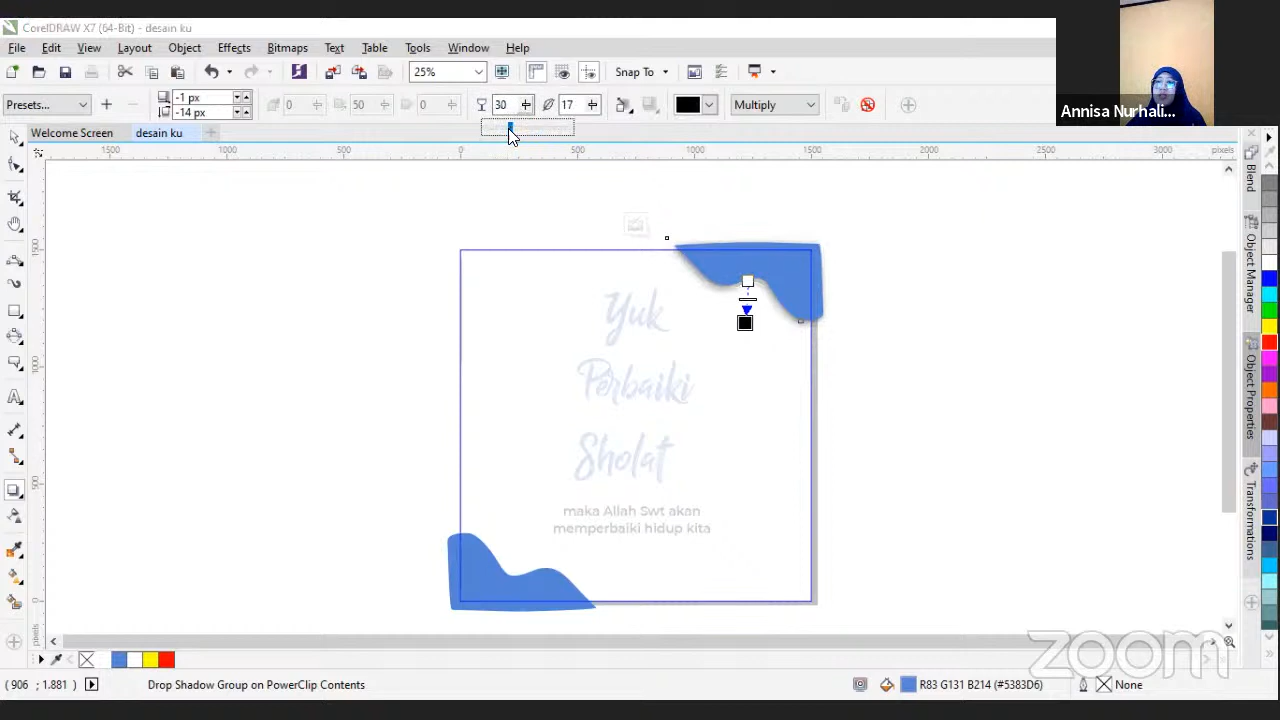 CorelDRAW X7 (64-Bit) - desain ku
File Edit View Layout Object Effects Bitmaps Text Table Tools Window Help
25% Snap To
Presets... -1 px 0 50 0 30 17 Multiply
-14 px
Annisa Nurhali...
Welcome Screen desain ku
1000 500 0 500 1000 1500 2000 2500 3000 pixels
Blend
Object Manager
Object Properties
Transformations
1500
1000
500
0
pixels
Yuk
Perbaiki
Sholat
maka Allah Swt akan
memperbaiki hidup kita
zoom
( 906 ; 1.881 ) Drop Shadow Group on PowerClip Contents R83 G131 B214 (#5383D6) None